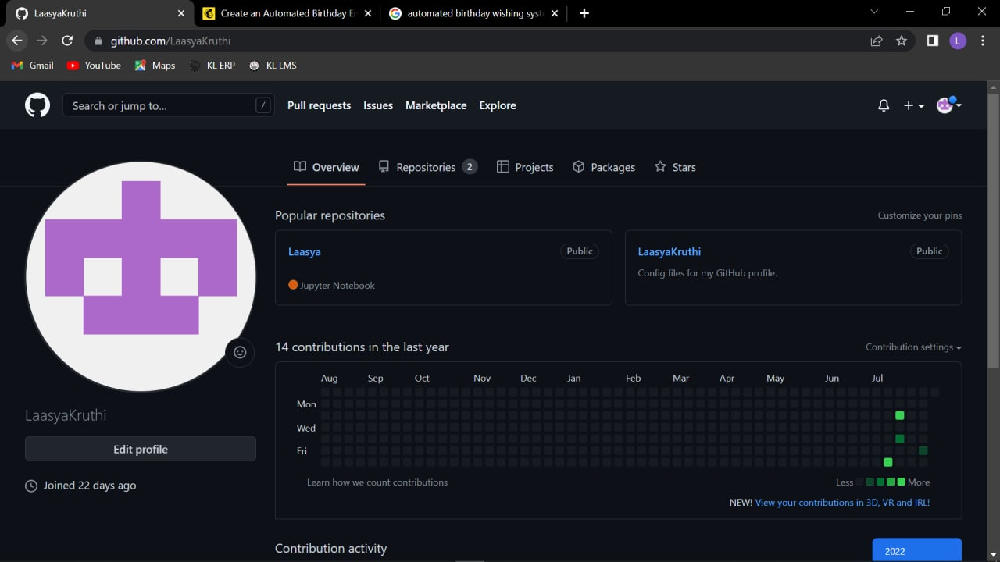 LaasyaKruthi
Create an Automated Birthday Em
automated birthday wishing syst
github.com/LaasyaKruthi
L
Gmail
YouTube
Maps
KL ERP
KL LMS
Search or jump to...
/
Pull requests
Issues
Marketplace
Explore
Overview
Repositories 2
Projects
Packages
Stars
Popular repositories
Customize your pins
Laasya
Public
Jupyter Notebook
LaasyaKruthi
Public
Config files for my GitHub profile.
14 contributions in the last year
Contribution settings
Aug Sep Oct Nov Dec Jan Feb Mar Apr May Jun Jul
Mon
Wed
Fri
Learn how we count contributions
Less
More
NEW! View your contributions in 3D, VR and IRL!
LaasyaKruthi
Edit profile
Joined 22 days ago
Contribution activity
2022